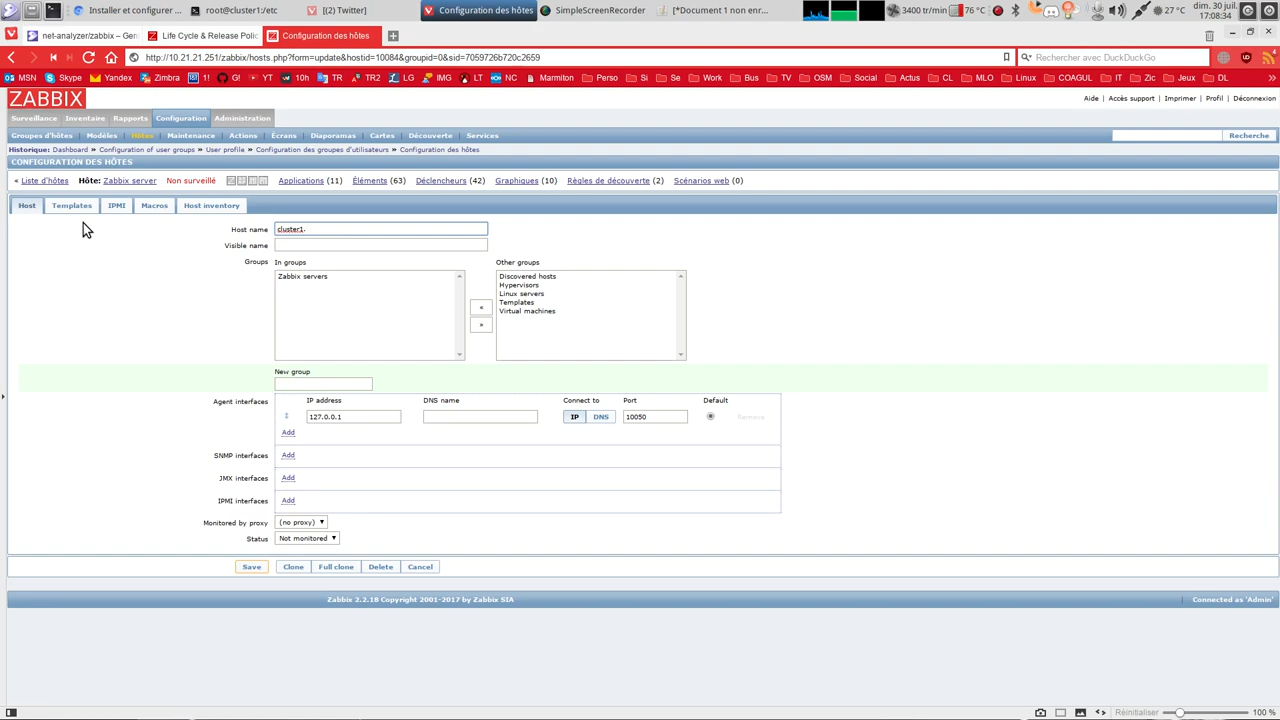 Installer et configurer ...
root@cluster1:/etc
[(2) Twitter]
Configuration des hôtes
SimpleScreenRecorder
[*Document 1 non enr...
3400 tr/min
76 °C
27 °C
dim. 30 juil.
17:08:34
net-analyzer/zabbix – Gen
Life Cycle & Release Polic
Configuration des hôtes
http://10.21.21.251/zabbix/hosts.php?form=update&hostid=10084&groupid=0&sid=7059726b720c2659
Rechercher avec DuckDuckGo
MSN Skype Yandex Zimbra 1! G! YT FB 10h TR TR2 LG IMG LT NC Marmiton Perso Si Se Work Bus TV OSM Social Actus CL MLO Linux COAGUL IT Zic Jeux DL
ZABBIX
Aide | Accès support | Imprimer | Profil | Déconnexion
Surveillance Inventaire Rapports Configuration Administration
Groupes d'hôtes Modèles Hôtes Maintenance Actions Écrans Diaporamas Cartes Découverte Services Recherche
Historique: Dashboard » Configuration of user groups » User profile » Configuration des groupes d'utilisateurs » Configuration des hôtes
CONFIGURATION DES HÔTES
« Liste d'hôtes Hôte: Zabbix server Non surveillé Applications (11) Éléments (63) Déclencheurs (42) Graphiques (10) Règles de découverte (2) Scénarios web (0)
Host Templates IPMI Macros Host inventory
Host name cluster1.
Visible name
Groups In groups Other groups
Zabbix servers
Discovered hosts
Hypervisors
Linux servers
Templates
Virtual machines
«
»
New group
Agent interfaces IP address DNS name Connect to Port Default
127.0.0.1 IP DNS 10050 Remove
Add
SNMP interfaces Add
JMX interfaces Add
IPMI interfaces Add
Monitored by proxy (no proxy)
Status Not monitored
Save Clone Full clone Delete Cancel
Zabbix 2.2.18 Copyright 2001-2017 by Zabbix SIA
Connected as 'Admin'
Réinitialiser 100 %